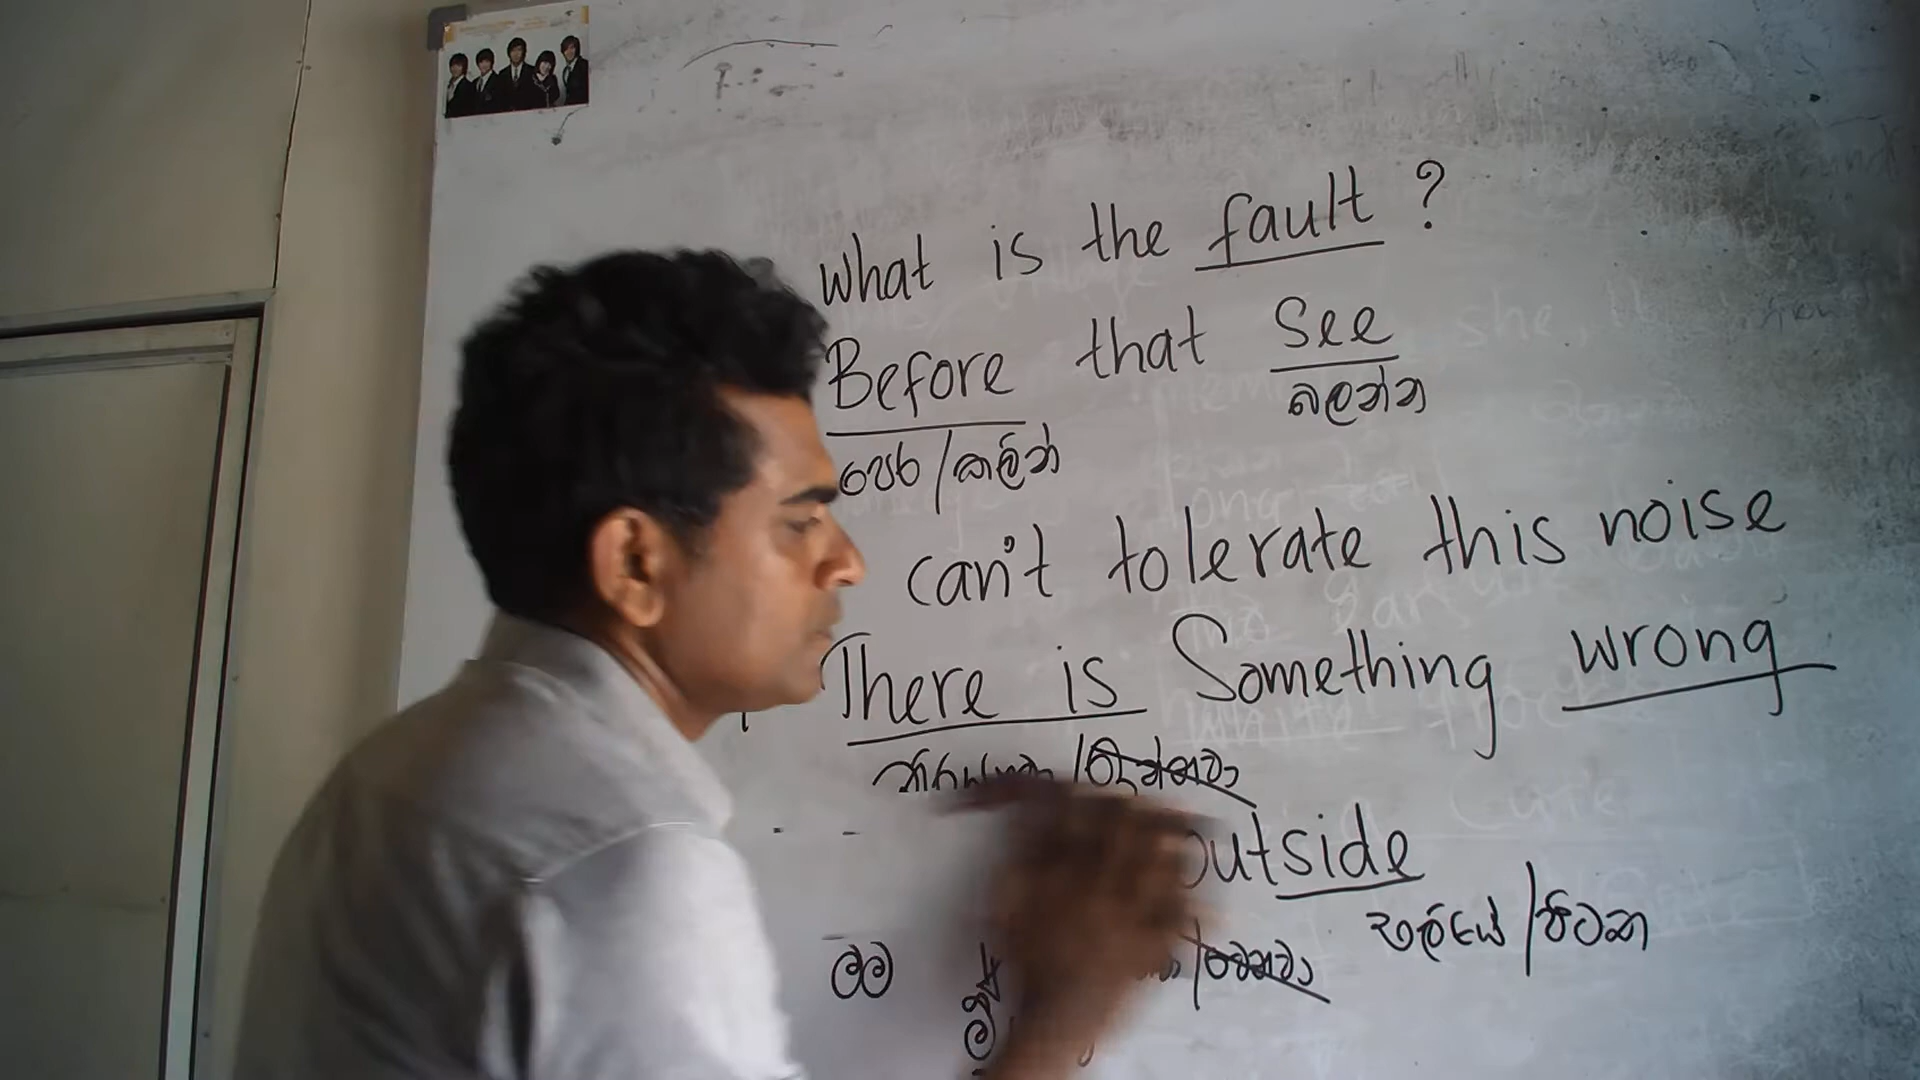 What is the fault ?
Before that See
පෙර / කලින් බලන්න
can't tolerate this noise
There is Something wrong
outside
එළියේ / පිටත
මම